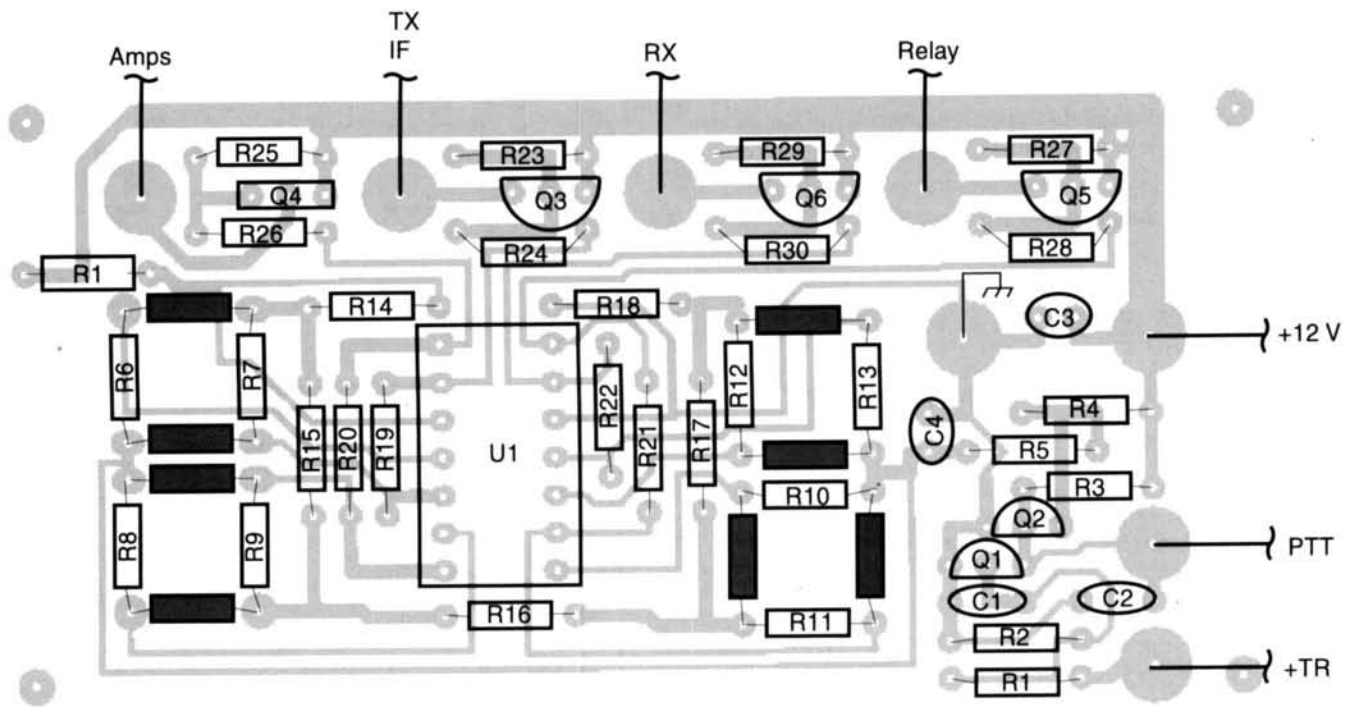 TX
IF
Amps
RX
Relay
R25
R23
R29
R27
Q4
Q3
Q6
Q5
R26
R24
R30
R28
R1
R14
R18
C3
+12 V
R6
R7
R12
R13
R22
R4
C4
R15
R20
R19
U1
R21
R17
R5
R3
R10
Q2
R8
R9
Q1
PTT
C1
C2
R16
R11
R2
R1
+TR